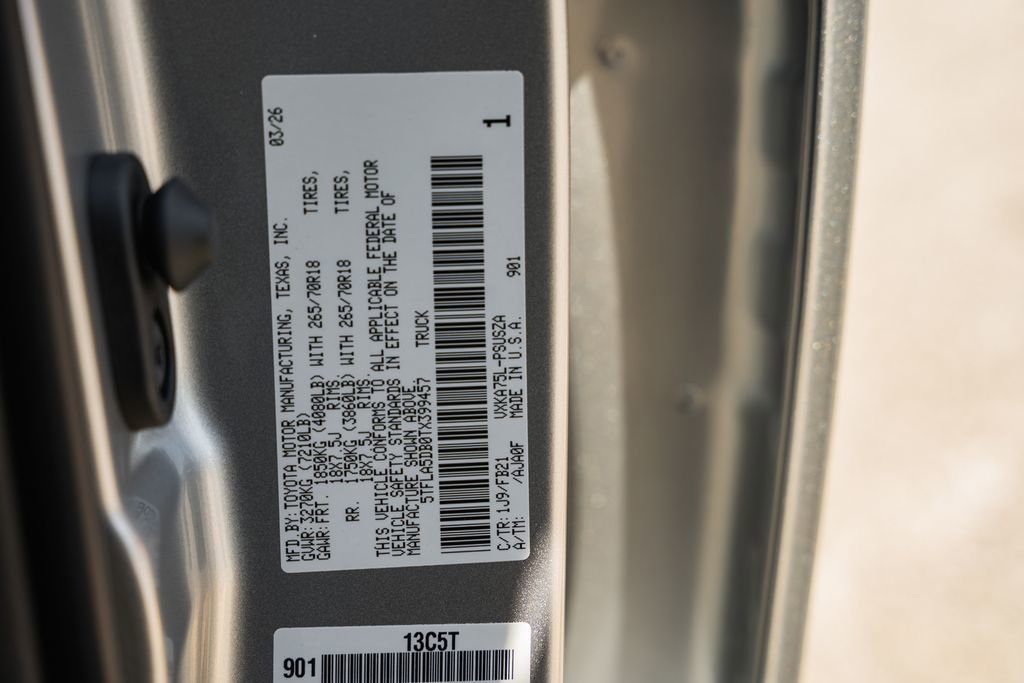 MFD.BY:TOYOTA MOTOR MANUFACTURING, TEXAS, INC. 03/26
GVWR:3270KG (7210LB)
GAWR:FRT. 1850KG (4080LB) WITH 265/70R18 TIRES,
18X7.5J RIMS,
RR. 1750KG (3860LB) WITH 265/70R18 TIRES,
18X7.5J RIMS,
THIS VEHICLE CONFORMS TO ALL APPLICABLE FEDERAL MOTOR
VEHICLE SAFETY STANDARDS IN EFFECT ON THE DATE OF
MANUFACTURE SHOWN ABOVE.
5TFLA5DB0TX399457 TRUCK
C/TR:1J9/FB21 VXKA75L-PSUSZA 1
A/TM: /AJA0F MADE IN U.S.A. 901
13C5T
901